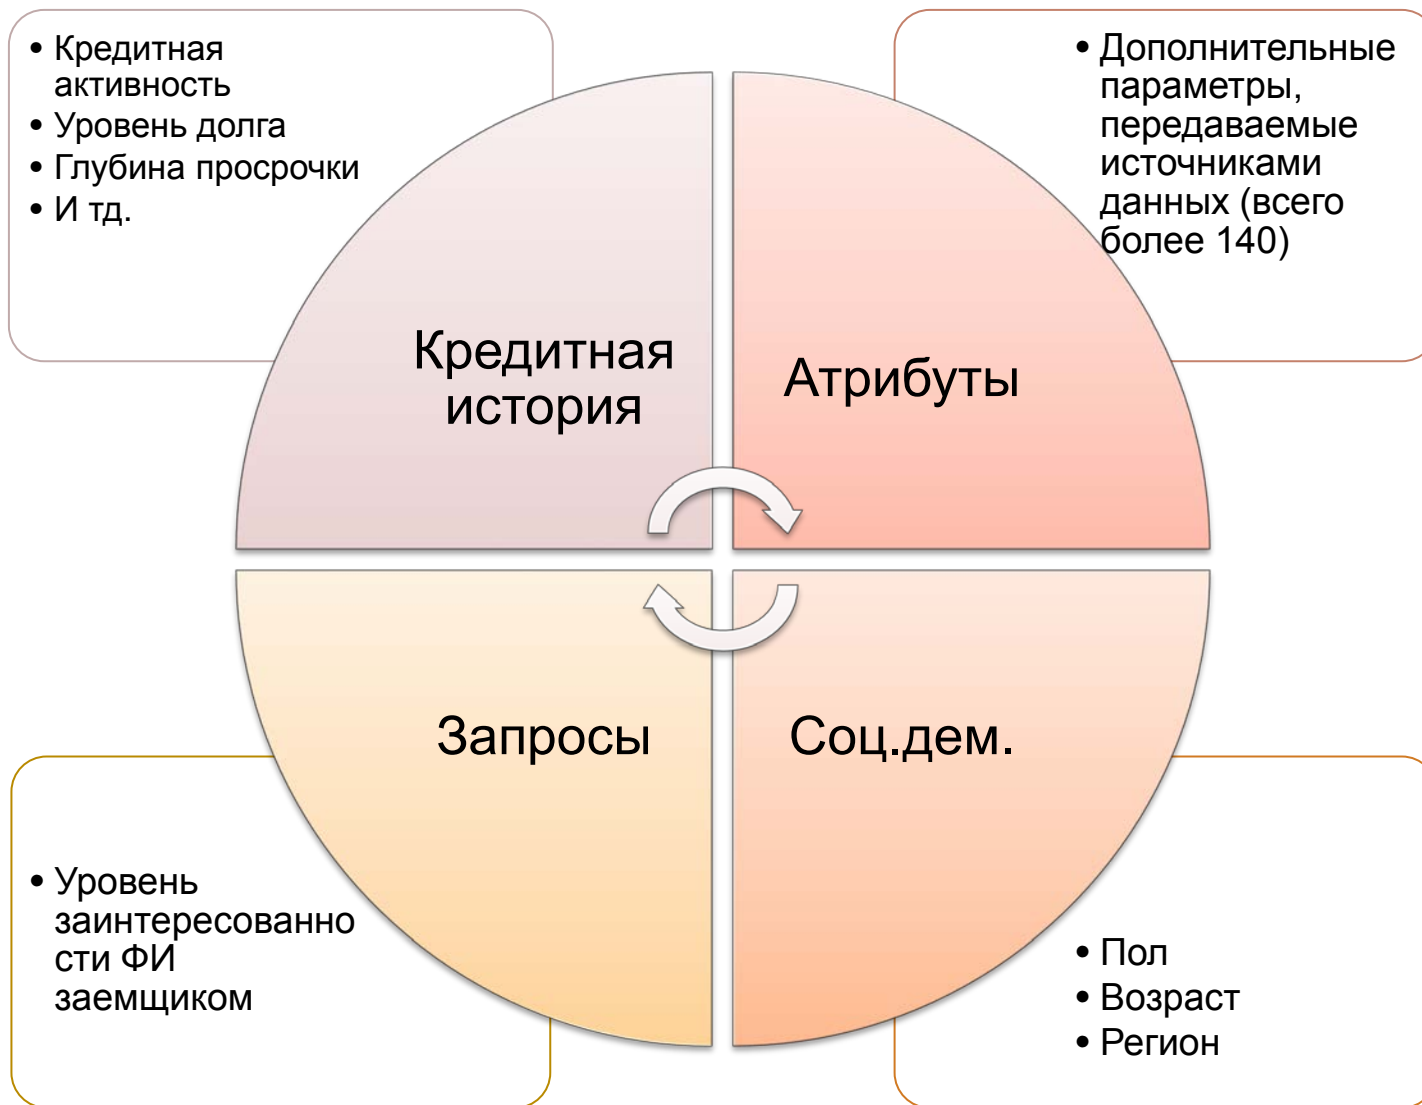 • Кредитная
активность
• Уровень долга
• Глубина просрочки
• И тд.
• Дополнительные
параметры,
передаваемые
источниками
данных (всего
более 140)
Кредитная
история
Атрибуты
Запросы
Соц.дем.
• Уровень
заинтересованно
сти ФИ
заемщиком
• Пол
• Возраст
• Регион